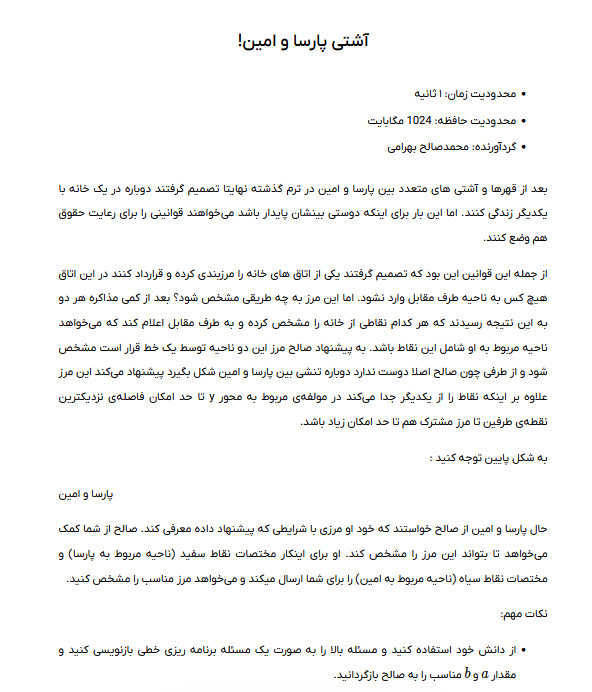 آشتی پارسا و امین!
• محدودیت زمان: ۱ ثانیه
• محدودیت حافظه: 1024 مگابایت
• گردآورنده: محمدصالح بهرامی
بعد از قهرها و آشتی های متعدد بین پارسا و امین در ترم گذشته نهایتا تصمیم گرفتند دوباره در یک خانه با
یکدیگر زندگی کنند. اما این بار برای اینکه دوستی بینشان پایدار باشد می‌خواهند قوانینی را برای رعایت حقوق
هم وضع کنند.
از جمله این قوانین این بود که تصمیم گرفتند یکی از اتاق های خانه را مرزبندی کرده و قرارداد کنند در این اتاق
هیچ کس به ناحیه طرف مقابل وارد نشود. اما این مرز به چه طریقی مشخص شود؟ بعد از کمی مذاکره هر دو
به این نتیجه رسیدند که هر کدام نقاطی از خانه را مشخص کرده و به طرف مقابل اعلام کند که می‌خواهد
ناحیه مربوط به او شامل این نقاط باشد. به پیشنهاد صالح مرز این دو ناحیه توسط یک خط قرار است مشخص
شود و از طرفی چون صالح اصلا دوست ندارد دوباره تنشی بین پارسا و امین شکل بگیرد پیشنهاد می‌کند این مرز
علاوه بر اینکه نقاط را از یکدیگر جدا می‌کند در مولفه‌ی مربوط به محور y تا حد امکان فاصله‌ی نزدیکترین
نقطه‌ی طرفین تا مرز مشترک هم تا حد امکان زیاد باشد.
به شکل پایین توجه کنید :
پارسا و امین
حال پارسا و امین از صالح خواستند که خود او مرزی با شرایطی که پیشنهاد داده معرفی کند. صالح از شما کمک
می‌خواهد تا بتواند این مرز را مشخص کند. او برای اینکار مختصات نقاط سفید (ناحیه مربوط به پارسا) و
مختصات نقاط سیاه (ناحیه مربوط به امین) را برای شما ارسال میکند و می‌خواهد مرز مناسب را مشخص کنید.
نکات مهم:
• از دانش خود استفاده کنید و مسئله بالا را به صورت یک مسئله برنامه ریزی خطی بازنویسی کنید و
مقدار a و b مناسب را به صالح بازگردانید.